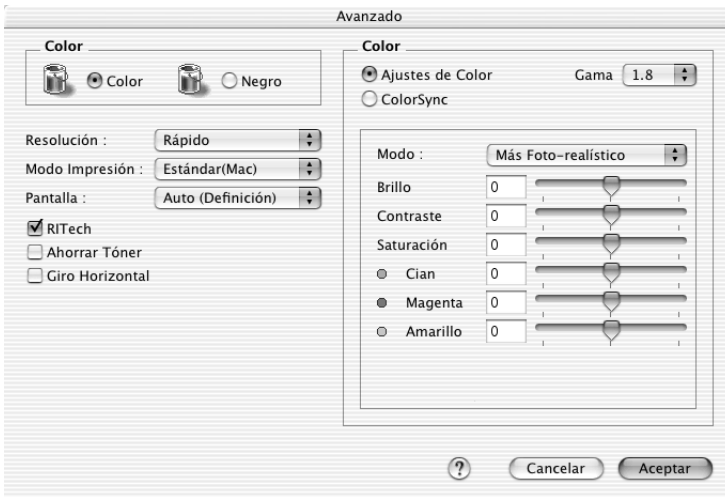 Avanzado
Color
Color
Negro
Resolución :
Rápido
Modo Impresión :
Estándar(Mac)
Pantalla :
Auto (Definición)
RITech
Ahorrar Tóner
Giro Horizontal
Color
Ajustes de Color
Gama
1.8
ColorSync
Modo :
Más Foto-realístico
Brillo
0
Contraste
0
Saturación
0
Cian
0
Magenta
0
Amarillo
0
?
Cancelar
Aceptar